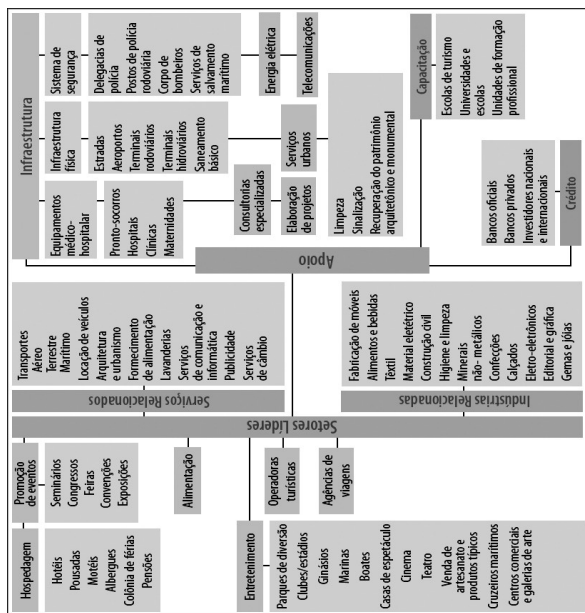 Hospedagem
Hotéis
Pousadas
Motéis
Albergues
Colônia de férias
Pensões
Promoção
de eventos
Seminários
Congressos
Feiras
Convenções
Exposições
Alimentação
Entretenimento
Parques de diversão
Clubes/estádios
Ginásios
Marinas
Boates
Casas de espetáculo
Cinema
Teatro
Venda de
artesanato e
produtos típicos
Cruzeiros marítimos
Centros comerciais
e galerias de arte
Operadoras
turísticas
Agências de
viagens
Setores Líderes
Serviços Relacionados
Transportes
Aéreo
Terrestre
Marítimo
Locação de veículos
Arquitetura
e urbanismo
Fornecimento
de alimentação
Lavanderias
Serviços
de comunicação e
informática
Publicidade
Serviços
de câmbio
Indústrias Relacionadas
Fabricação de móveis
Alimentos e bebidas
Têxtil
Material eletétrico
Construção civil
Higiene e limpeza
Minerais
não- metálicos
Confecções
Calçados
Eletro-eletrônicos
Editorial e gráfica
Gemas e jóias
Apoio
Infraestrutura
Equipamentos
médico-
hospitalar
Pronto-socorros
Hospitais
Clínicas
Maternidades
Infraestrutura
física
Estradas
Aeroportos
Terminais
rodoviários
Terminais
hidroviários
Saneamento
básico
Sistema de
segurança
Delegacias de
polícia
Postos de polícia
rodoviária
Corpo de
bombeiros
Serviços de
salvamento
marítimo
Consultorias
especializadas
Elaboração
de projetos
Serviços
urbanos
Limpeza
Sinalização
Recuperação do patrimônio
arquitetônico e monumental
Energia elétrica
Telecomunicações
Crédito
Bancos oficiais
Bancos privados
Investidores nacionais
e internacionais
Capacitação
Escolas de turismo
Universidades e
escolas
Unidades de formação
profissional